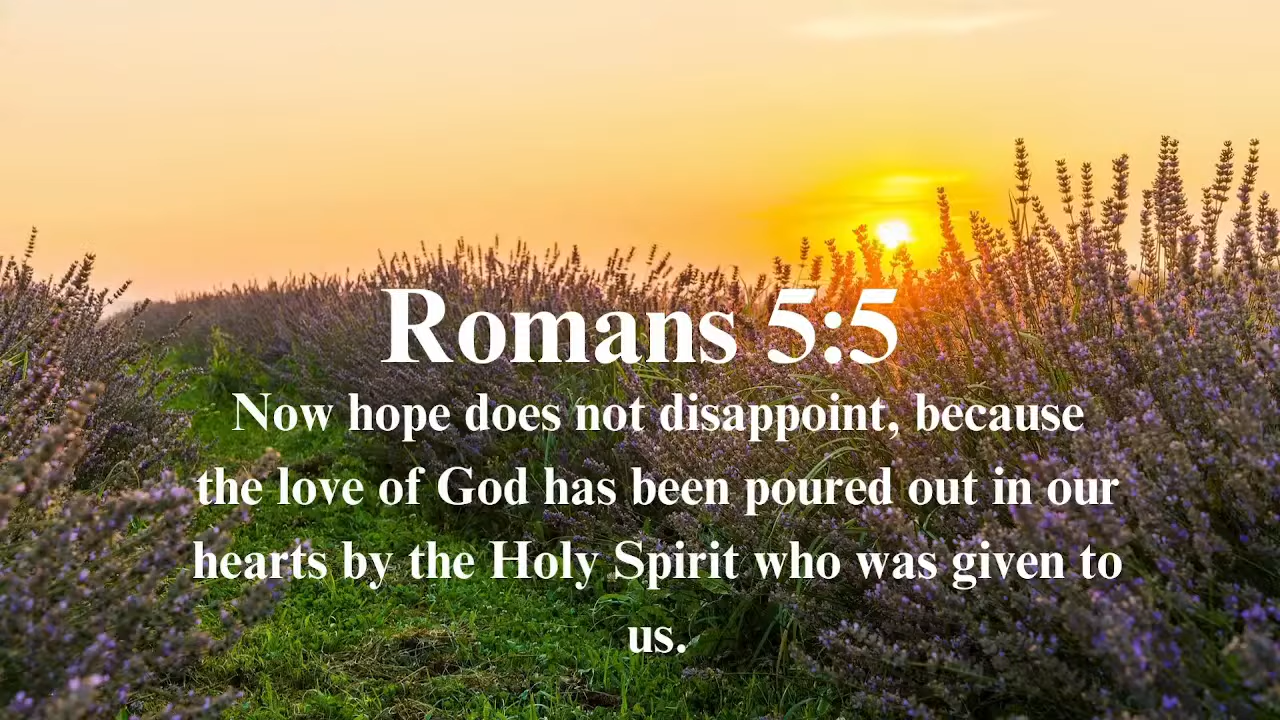 Romans 5:5
Now hope does not disappoint, because
the love of God has been poured out in our
hearts by the Holy Spirit who was given to
us.